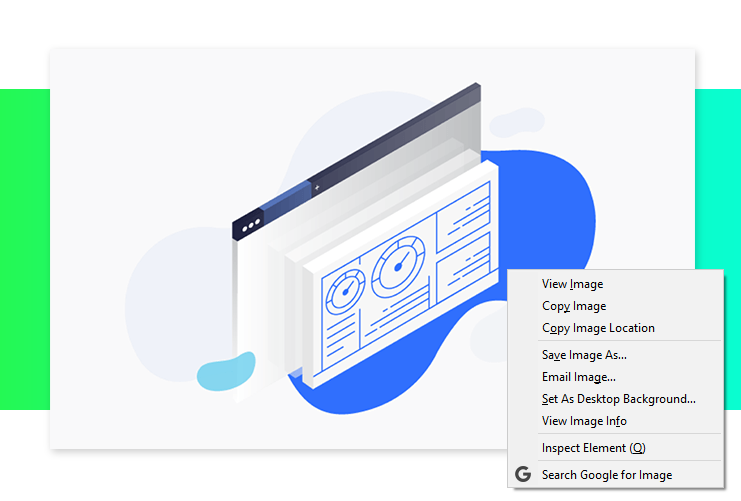 View Image
Copy Image
Copy Image Location
Save Image As...
Email Image...
Set As Desktop Background...
View Image Info
Inspect Element (Q)
Search Google for Image